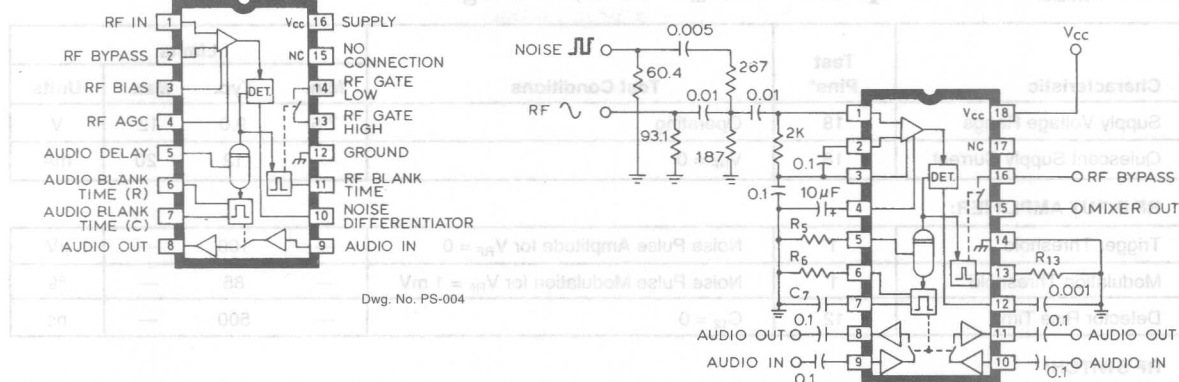 RF IN 1
RF BYPASS 2
RF BIAS 3
RF AGC 4
AUDIO DELAY 5
AUDIO BLANK TIME (R) 6
AUDIO BLANK TIME (C) 7
AUDIO OUT 8
DET.
Vcc 16 SUPPLY
NC 15 NO CONNECTION
14 RF GATE LOW
13 RF GATE HIGH
12 GROUND
11 RF BLANK TIME
10 NOISE DIFFERENTIATOR
9 AUDIO IN
Dwg. No. PS-004
NOISE
0.005
60.4
267
0.01
0.01
RF
93.1
187
2K
0.1
0.1
10µF
R5
R6
C7
0.1
AUDIO OUT
AUDIO IN
0.1
1
2
3
4
5
6
7
8
9
DET.
Vcc
Vcc 18
NC 17
16 RF BYPASS
15 MIXER OUT
14
13 R13
12 0.001
0.1
11 AUDIO OUT
10 AUDIO IN
0.1
Characteristic
Test Pins*
Test Conditions
Units
Supply Voltage Range
Operating
V
Quiescent Supply Current
Trigger Threshold
1
Noise Pulse Amplitude for VRF = 0
Modulation Threshold
1
Noise Pulse Modulation for VRF = 1 mV
—
65
—
%
Detector Rise Time
12
—
500
—
ns